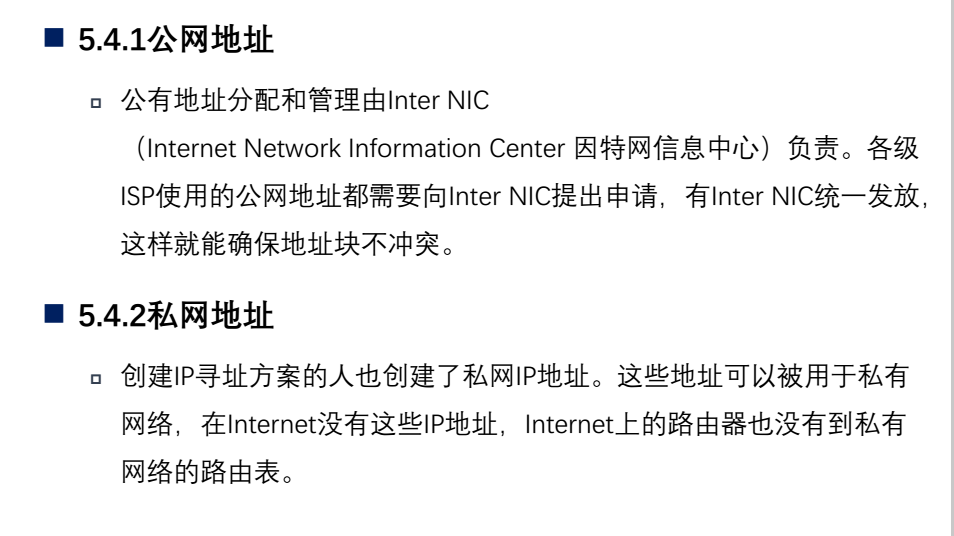 5.4.1公网地址
公有地址分配和管理由Inter NIC
（Internet Network Information Center 因特网信息中心）负责。各级
ISP使用的公网地址都需要向Inter NIC提出申请，有Inter NIC统一发放，
这样就能确保地址块不冲突。
5.4.2私网地址
创建IP寻址方案的人也创建了私网IP地址。这些地址可以被用于私有
网络，在Internet没有这些IP地址，Internet上的路由器也没有到私有
网络的路由表。